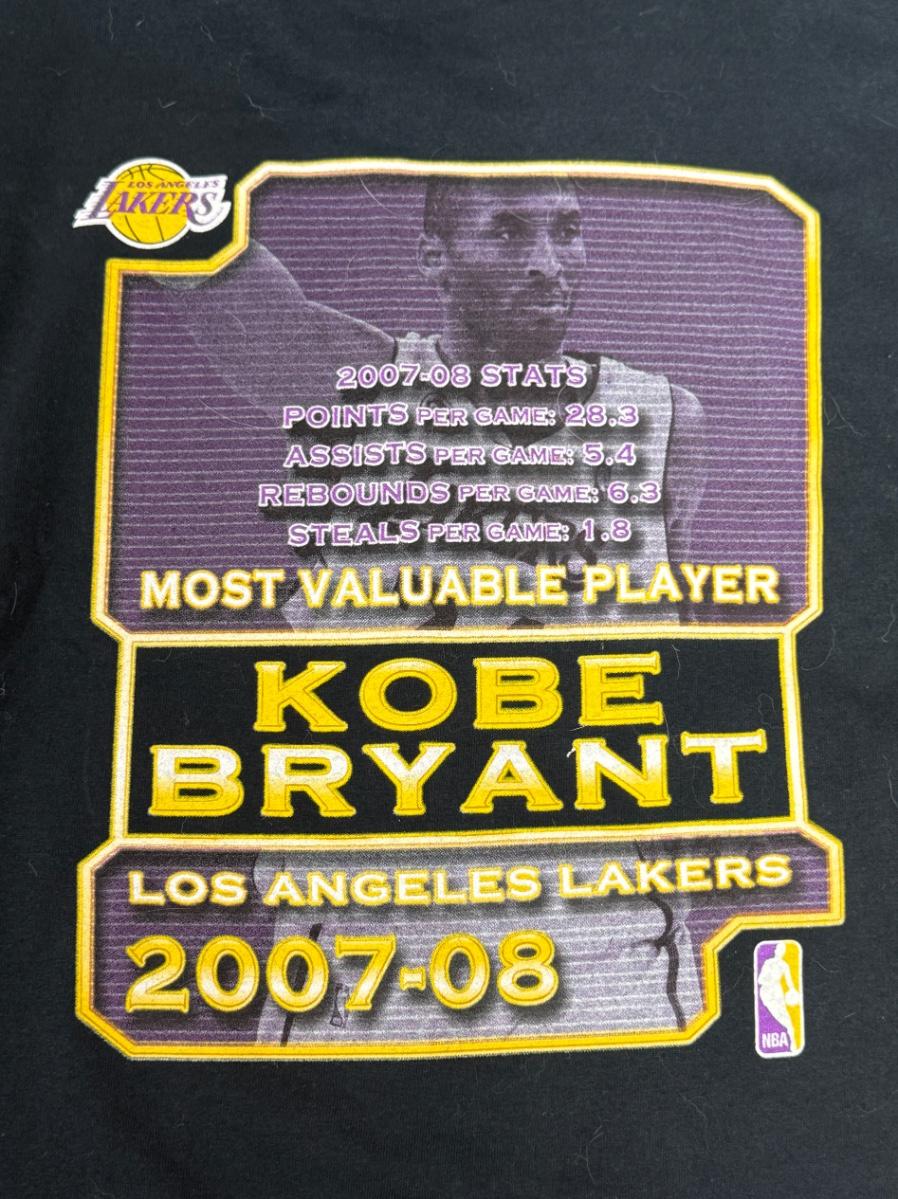 LOS ANGELES
LAKERS
2007-08 STATS
POINTS PER GAME: 28.3
ASSISTS PER GAME: 5.4
REBOUNDS PER GAME: 6.3
STEALS PER GAME: 1.8
MOST VALUABLE PLAYER
KOBE
BRYANT
LOS ANGELES LAKERS
2007-08
NBA